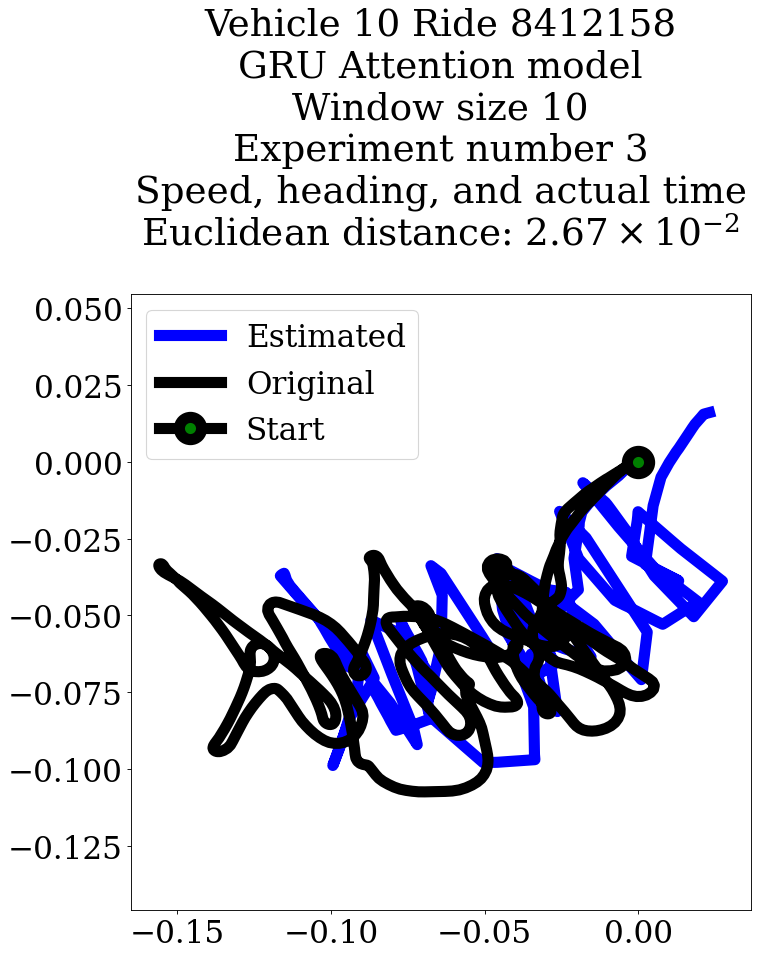 Vehicle 10 Ride 8412158
GRU Attention model
Window size 10
Experiment number 3
Speed, heading, and actual time
Euclidean distance: 2.67 × 10⁻²
Estimated
Original
Start
0.050
0.025
0.000
−0.025
−0.050
−0.075
−0.100
−0.125
−0.15 −0.10 −0.05 0.00